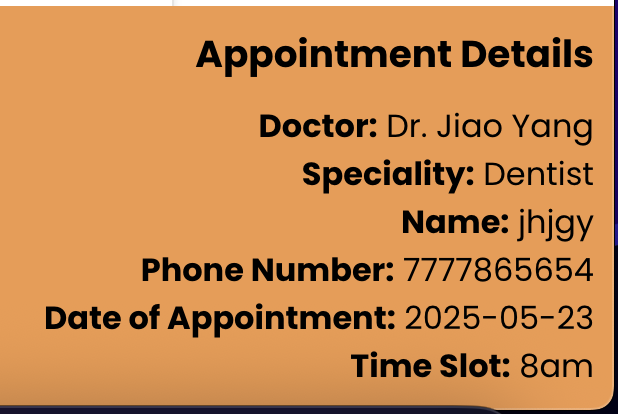 Appointment Details
Doctor: Dr. Jiao Yang
Speciality: Dentist
Name: jhjgy
Phone Number: 7777865654
Date of Appointment: 2025-05-23
Time Slot: 8am